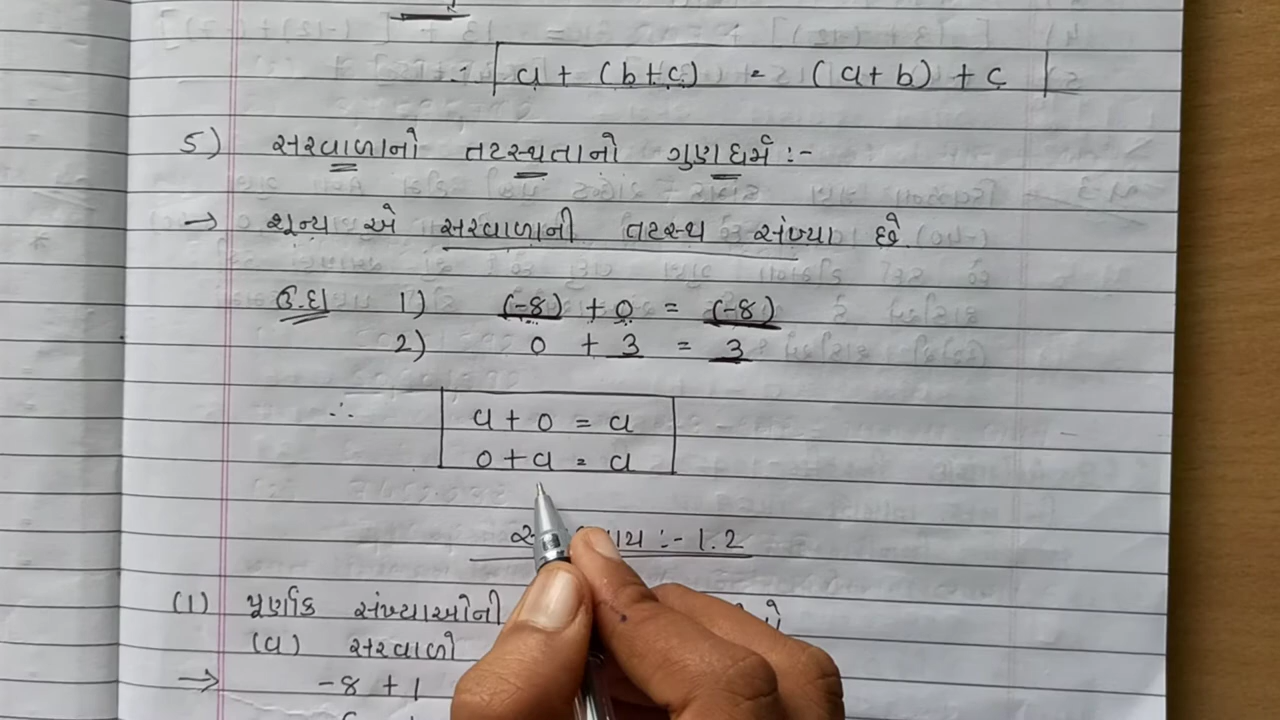 ∴ a + (b+c) = (a+b) + c
5) સરવાળાનો તટસ્થતાનો ગુણધર્મ :-
→ શૂન્ય એ સરવાળાની તટસ્થ સંખ્યા છે.
ઉ.દા 1) (-8) + 0 = (-8)
2) 0 + 3 = 3
∴ a + 0 = a
0 + a = a
:- 1.2
(1) પૂર્ણાંક સંખ્યાઓની
(a) સરવાળો
→ -8 + 1